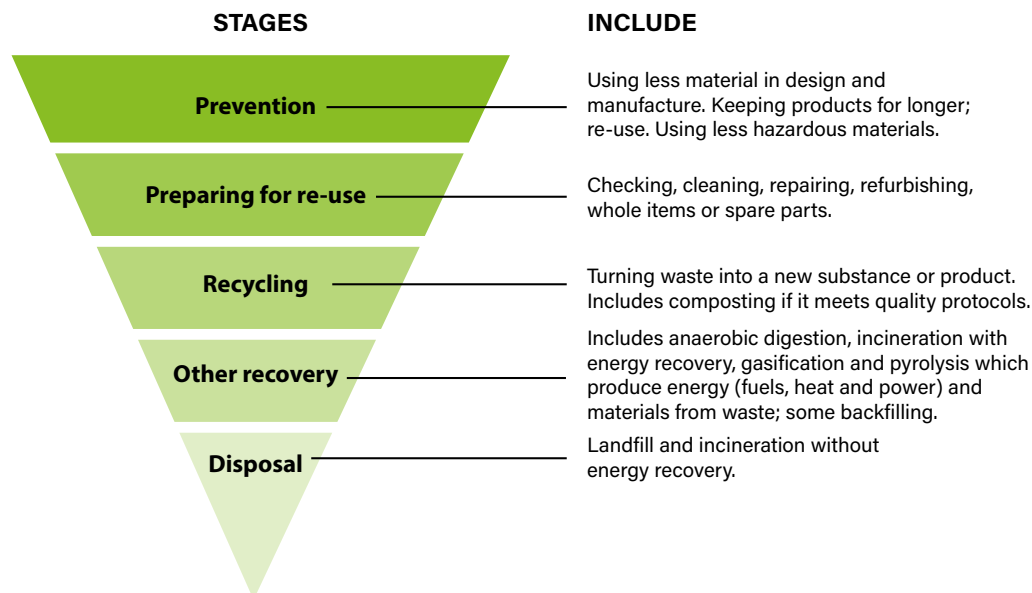 STAGES
INCLUDE
Prevention
Using less material in design and
manufacture. Keeping products for longer;
re-use. Using less hazardous materials.
Preparing for re-use
Checking, cleaning, repairing, refurbishing,
whole items or spare parts.
Recycling
Turning waste into a new substance or product.
Includes composting if it meets quality protocols.
Other recovery
Includes anaerobic digestion, incineration with
energy recovery, gasification and pyrolysis which
produce energy (fuels, heat and power) and
materials from waste; some backfilling.
Disposal
Landfill and incineration without
energy recovery.